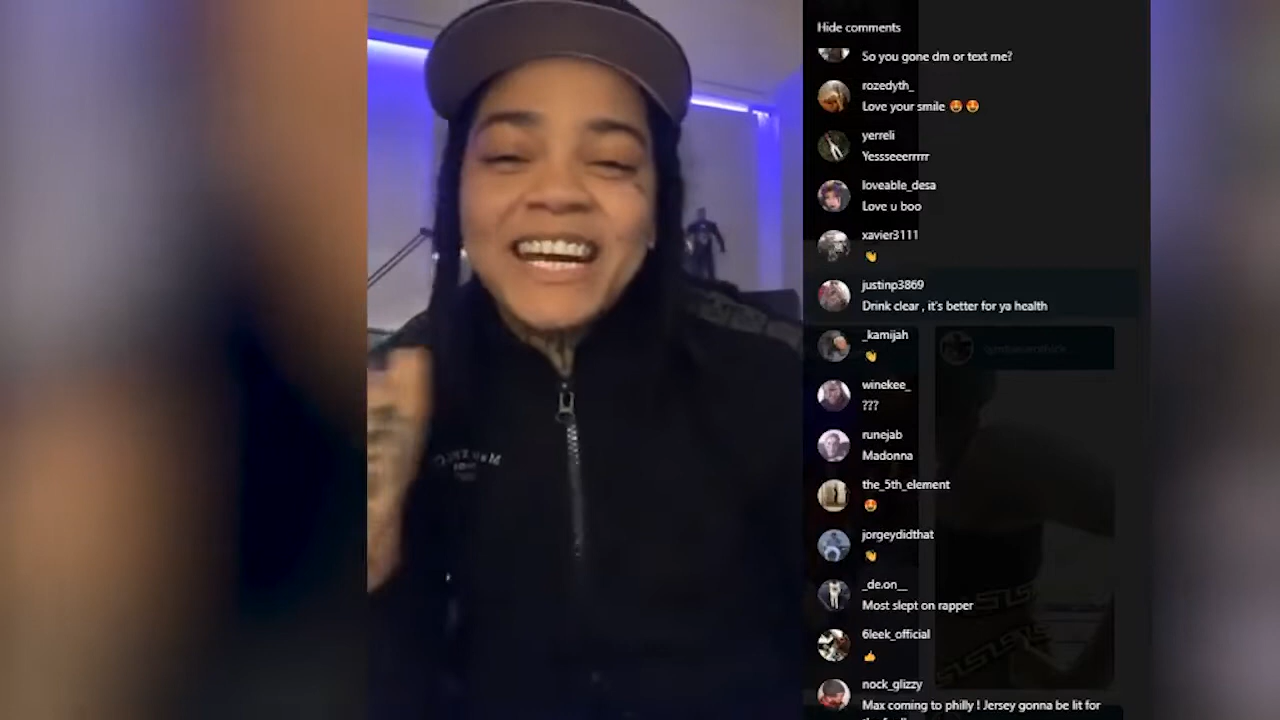 Hide comments
So you gone dm or text me?
rozedyth_
Love your smile 😍 😍
yerreli
Yessseeerrrrr
loveable_desa
Love u boo
xavier3111
👏
justinp3869
Drink clear , it's better for ya health
_kamijah
👏
winekee_
???
runejab
Madonna
the_5th_element
😍
jorgeydidthat
👏
_de.on__
Most slept on rapper
6leek_official
👍
nock_glizzy
Max coming to philly ! Jersey gonna be lit for